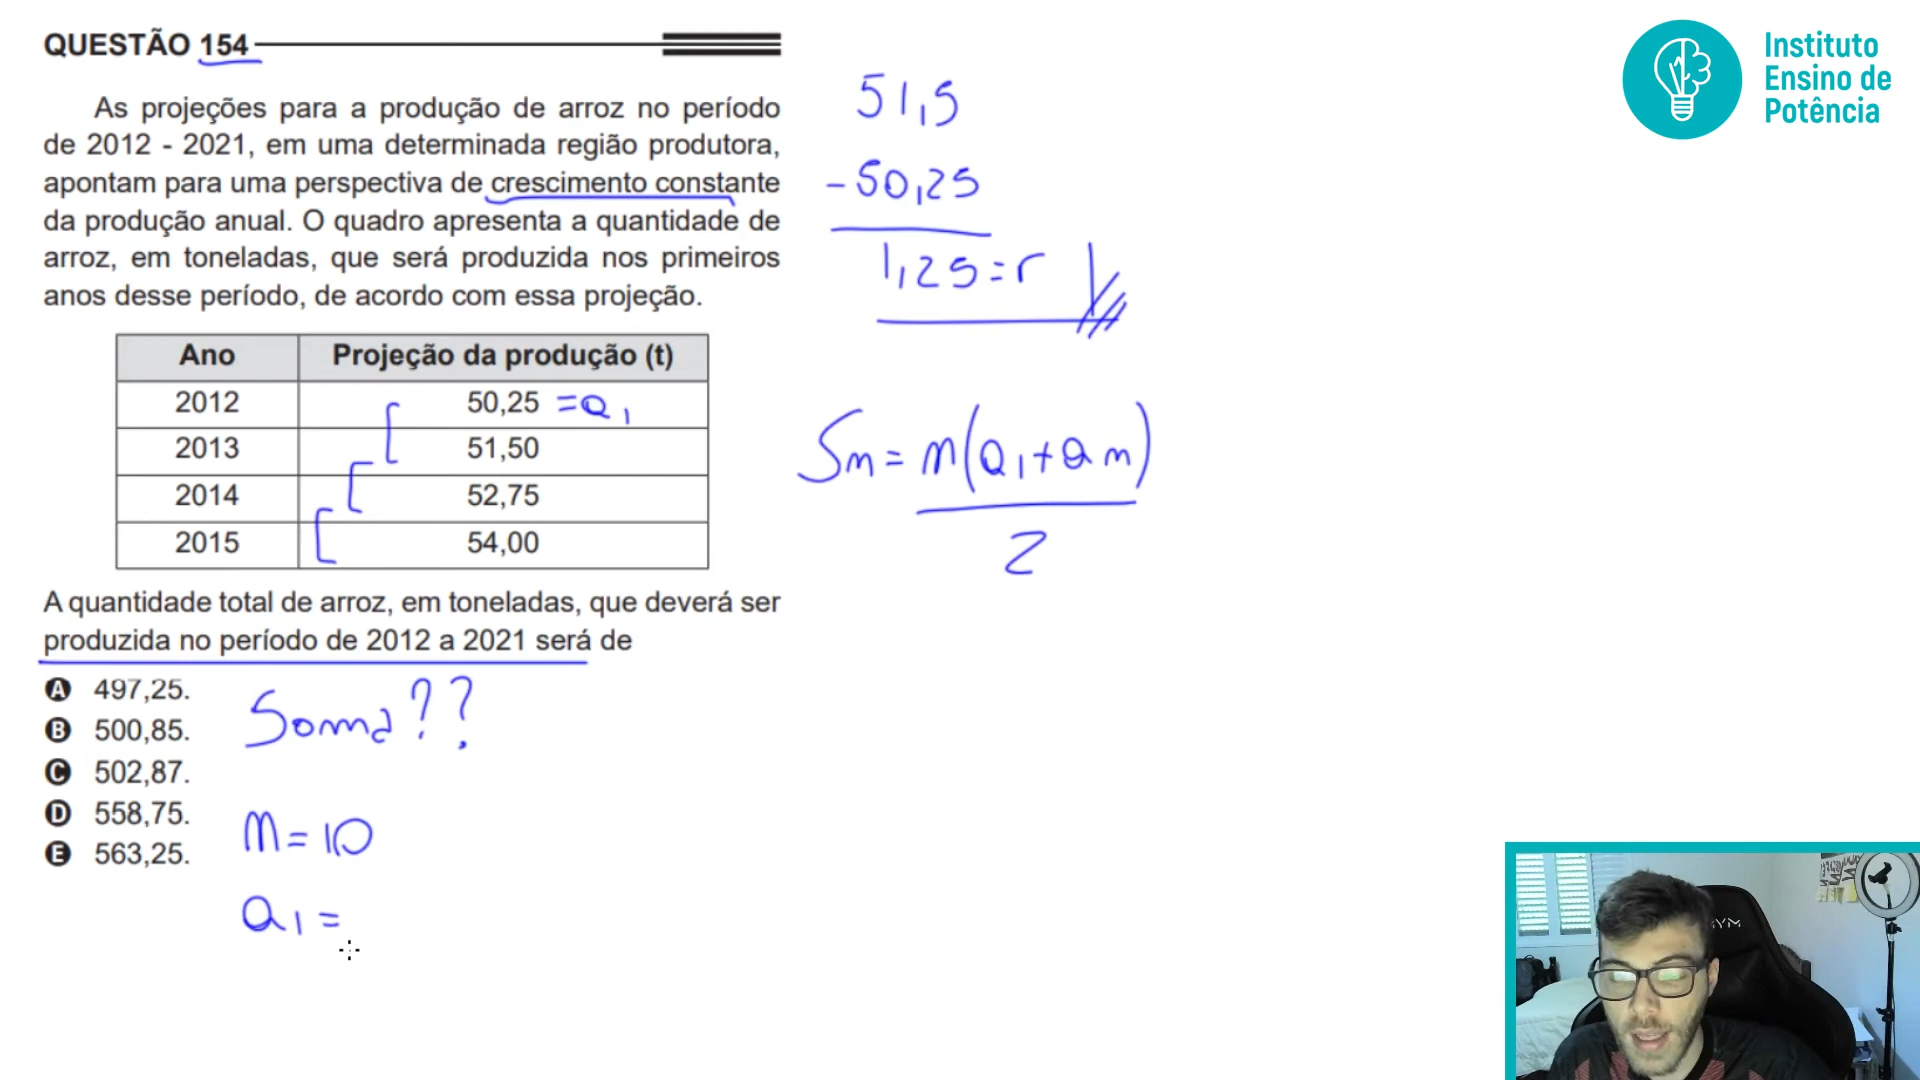 QUESTÃO 154
As projeções para a produção de arroz no período
de 2012 - 2021, em uma determinada região produtora,
apontam para uma perspectiva de crescimento constante
da produção anual. O quadro apresenta a quantidade de
arroz, em toneladas, que será produzida nos primeiros
anos desse período, de acordo com essa projeção.
Ano Projeção da produção (t)
2012 50,25 =a1
2013 51,50
2014 52,75
2015 54,00
A quantidade total de arroz, em toneladas, que deverá ser
produzida no período de 2012 a 2021 será de
A 497,25.
B 500,85.
C 502,87.
D 558,75.
E 563,25.
Soma??
n=10
a1=
51,5
-50,25
1,25=r
Sn=n(a1+an)
2
Instituto
Ensino de
Potência